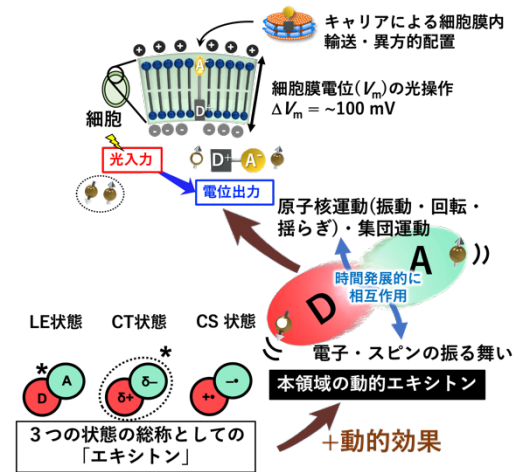 キャリアによる細胞膜内
輸送・異方的配置
A⁻
D⁺
細胞膜電位(Vm)の光操作
ΔVm = ~100 mV
細胞
光入力
D⁺ A⁻
電位出力
原子核運動(振動・回転・
揺らぎ)・集団運動
A
時間発展的に
相互作用
D
電子・スピンの振る舞い
本領域の動的エキシトン
LE状態 CT状態 CS 状態
* *
D A δ+ δ− +• −•
3つの状態の総称としての
「エキシトン」
+動的効果